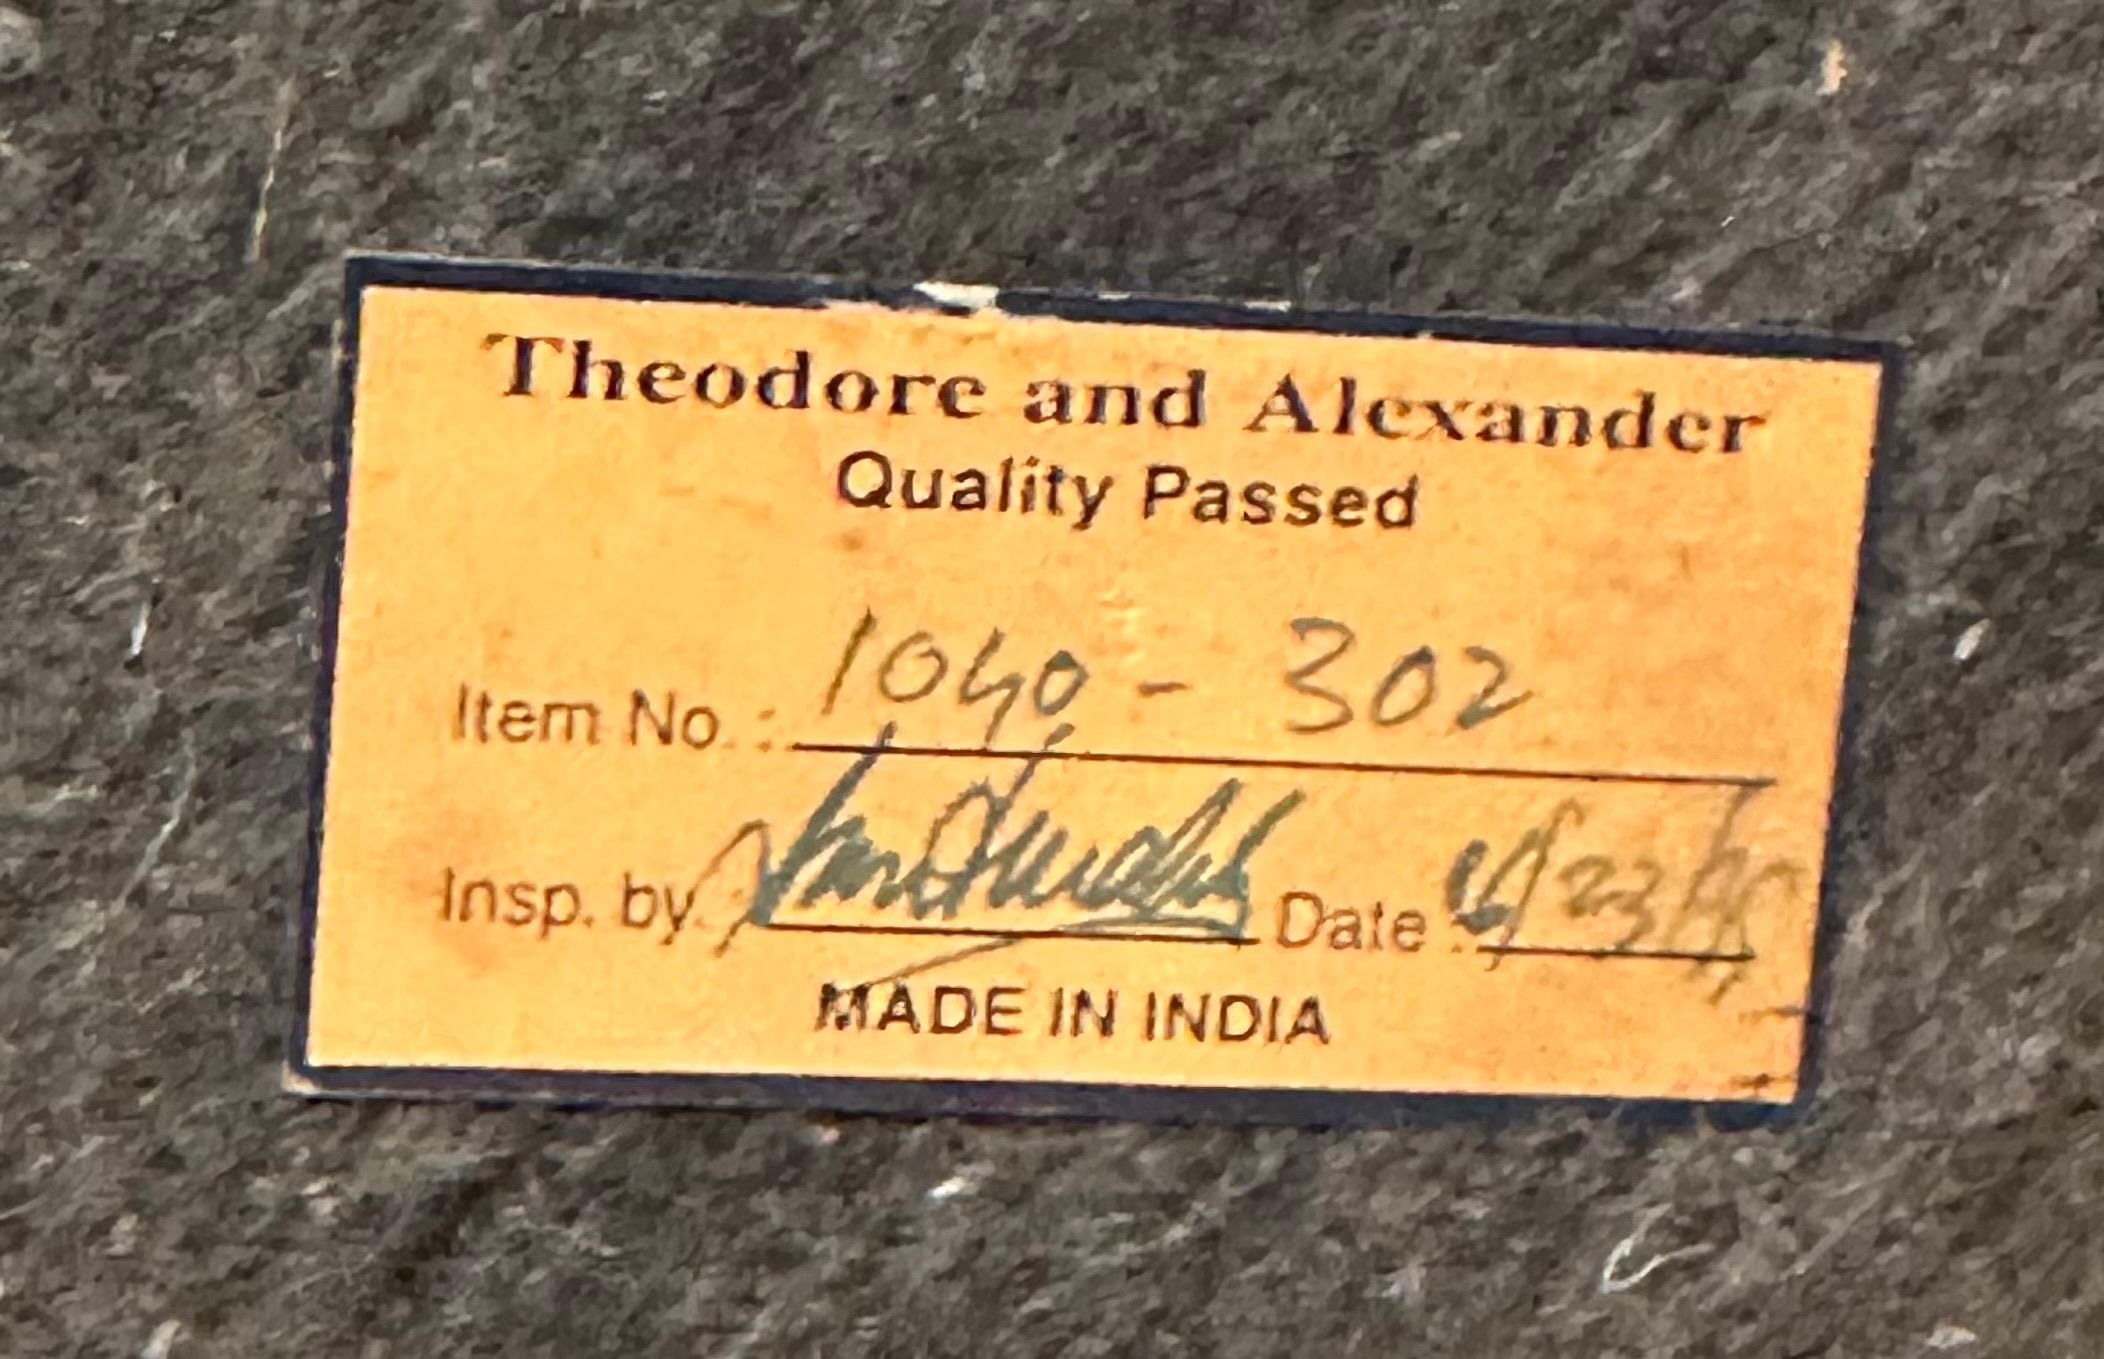 Theodore and Alexander
Quality Passed
Item No.: 1040 - 302
Insp. by: Date:
MADE IN INDIA